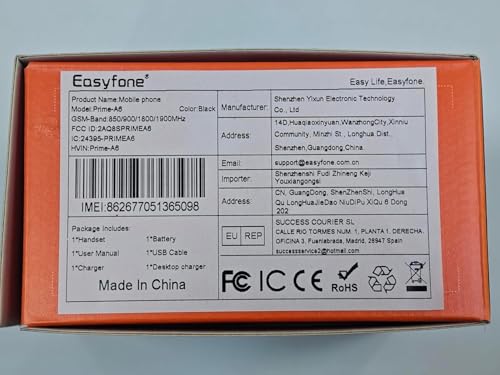 Easyfone
Easy Life,Easyfone.
Product Name:Mobile phone
Model:Prime-A6 Color:Black
GSM-Band:850/900/1800/1900MHz
FCC ID:2AQ8SPRIMEA6
IC:24395-PRIMEA6
HVIN:Prime-A6
IMEI:862677051365098
Package Includes:
1*Handset 1*Battery
1*User Manual 1*USB Cable
1*Charger 1*Desktop charger
Made In China
Manufacturer: Shenzhen Yixun Electronic Technology
Co., Ltd
Address: 14D,Huaqiaoxinyuan,WanzhongCity,Xinniu
Community, Minzhi St., Longhua Dist.,
Shenzhen,Guangdong,China
Email: support@easyfone.com.cn
Importer: Shenzhenshi Fudi Zhineng Keji
Youxiangongsi
Address: CN, GuangDong, ShenZhenShi, LongHua
Qu LongHuaJieDao NiuDiPu XiQu 6 Dong
202
EU REP
SUCCESS COURIER SL
CALLE RIO TORMES NUM. 1, PLANTA 1, DERECHA,
OFICINA 3, Fuenlabrada, Madrid, 28947 Spain
successservice2@hotmail.com
FC IC CE RoHS